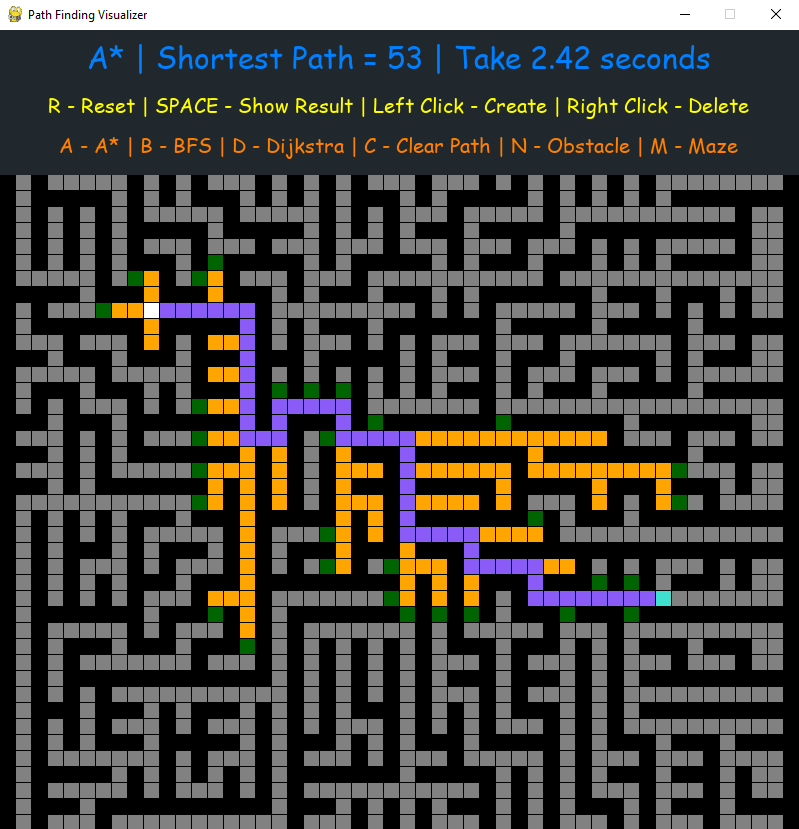 Path Finding Visualizer
A* | Shortest Path = 53 | Take 2.42 seconds
R - Reset | SPACE - Show Result | Left Click - Create | Right Click - Delete
A - A* | B - BFS | D - Dijkstra | C - Clear Path | N - Obstacle | M - Maze